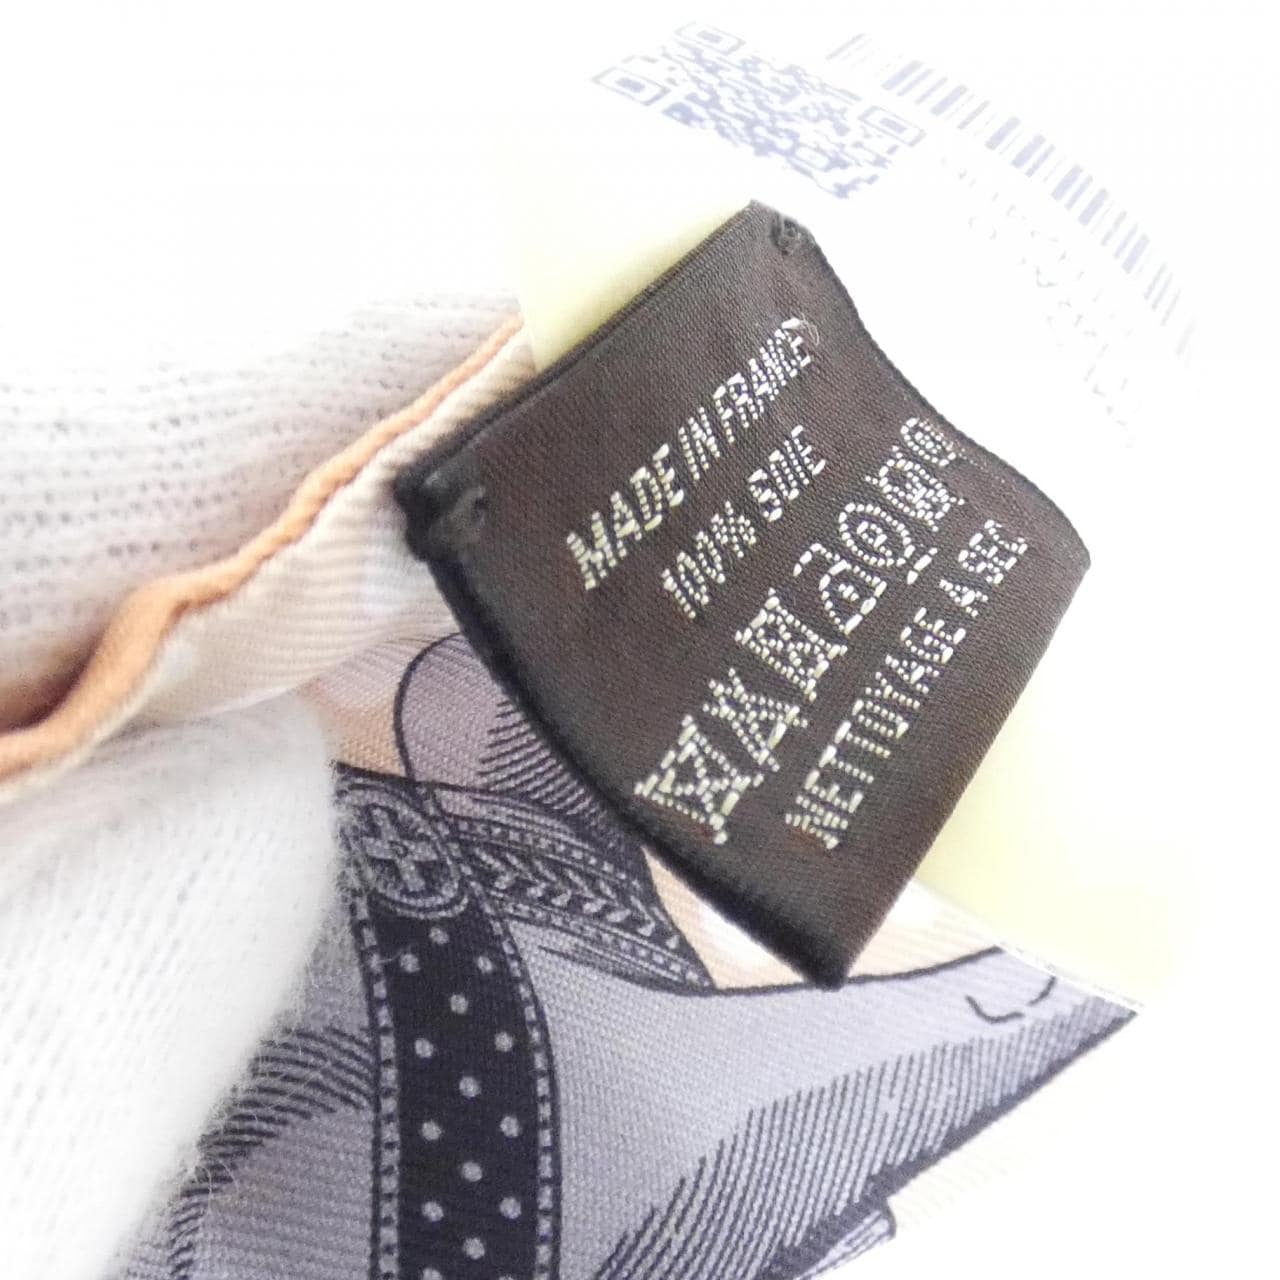 MADE IN FRANCE
100% SOIE
NETTOYAGE A SEC